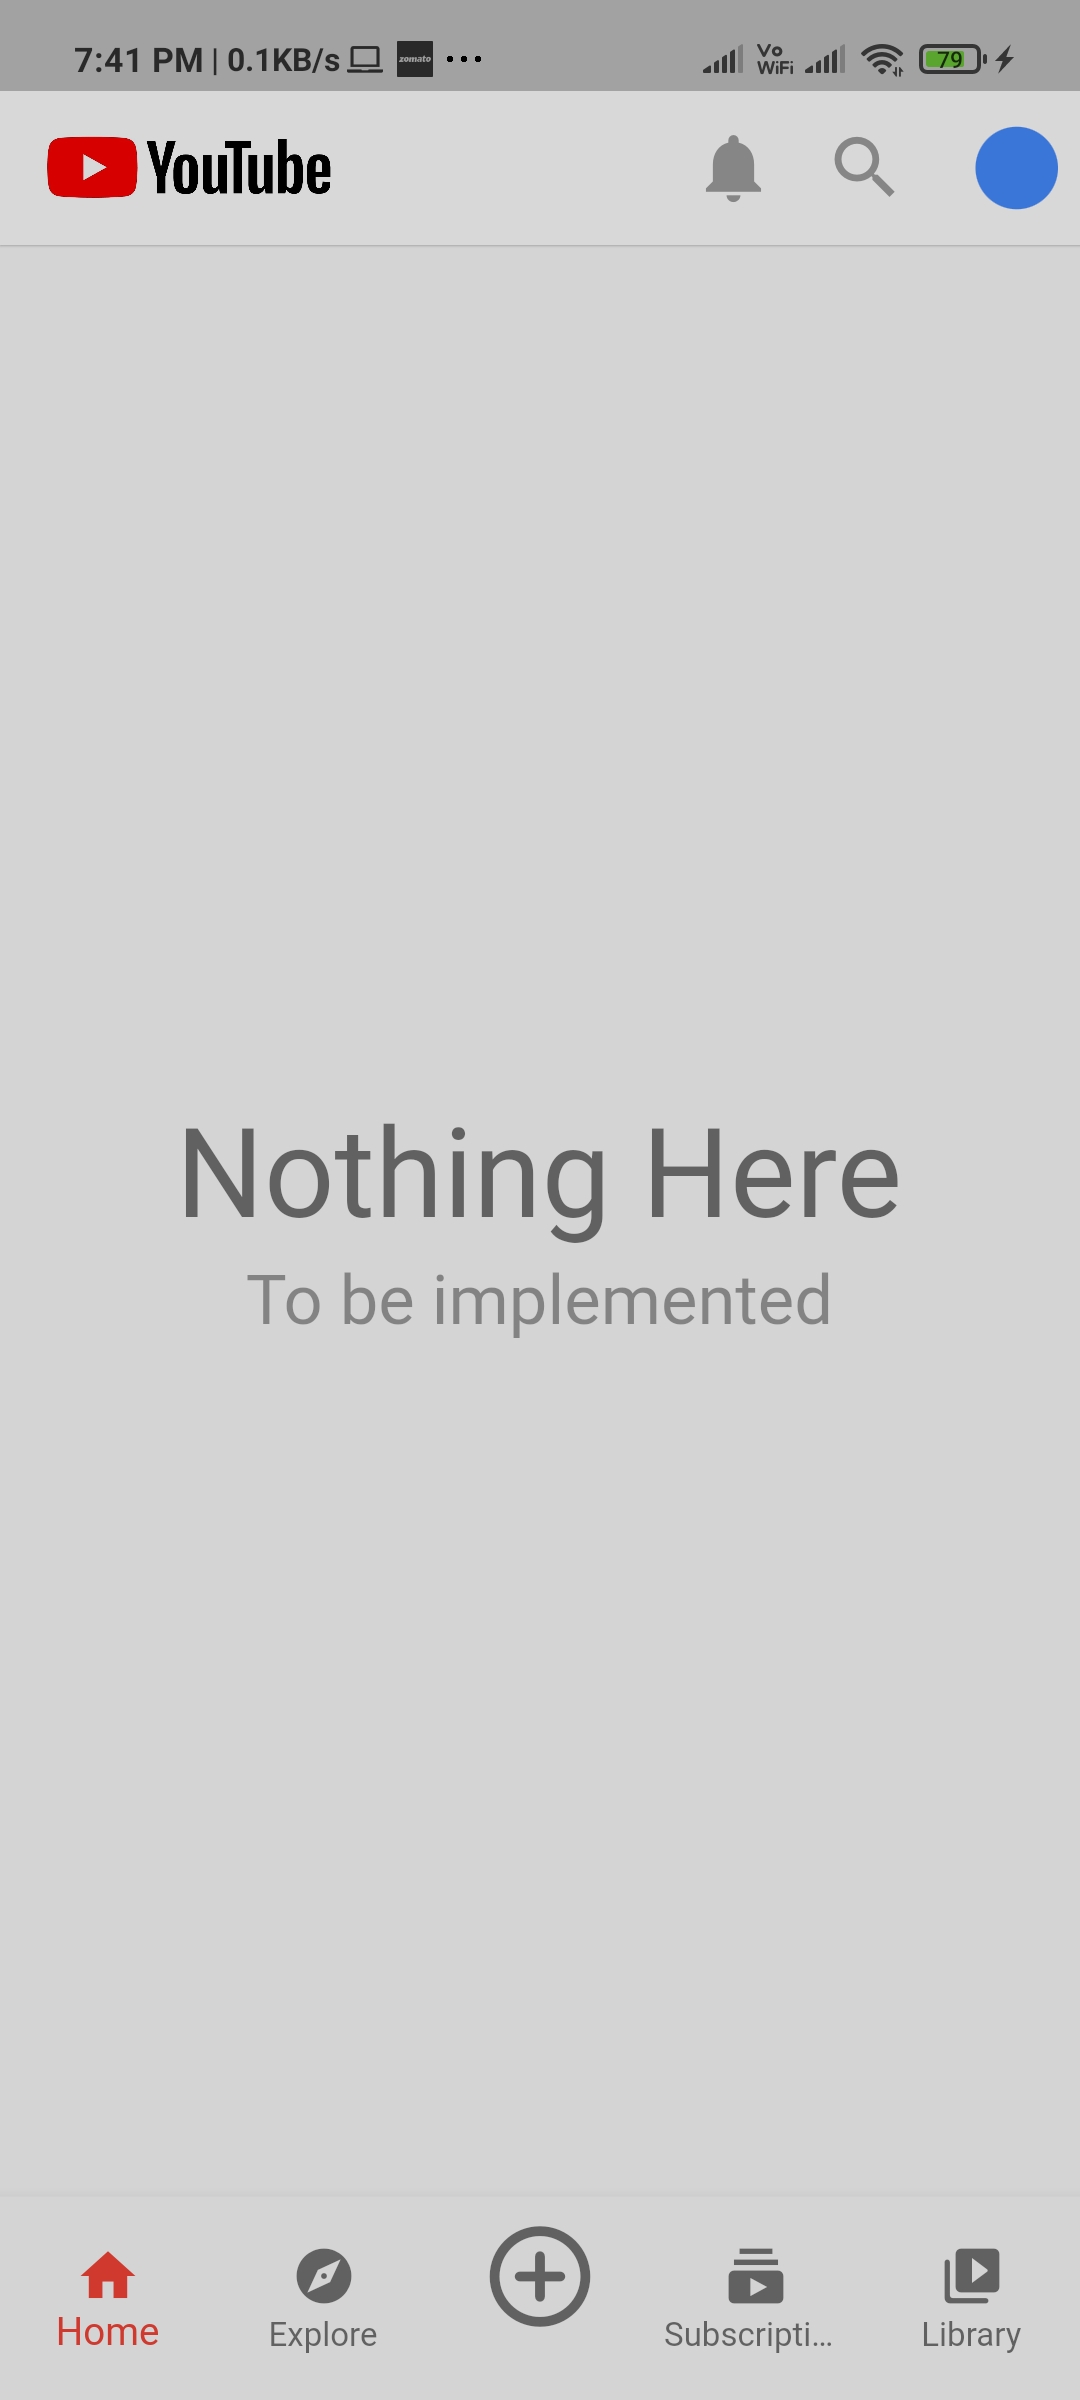 7:41 PM | 0.1KB/s zomato ... Vo WiFi 79
YouTube
Nothing Here
To be implemented
Home Explore Subscripti... Library